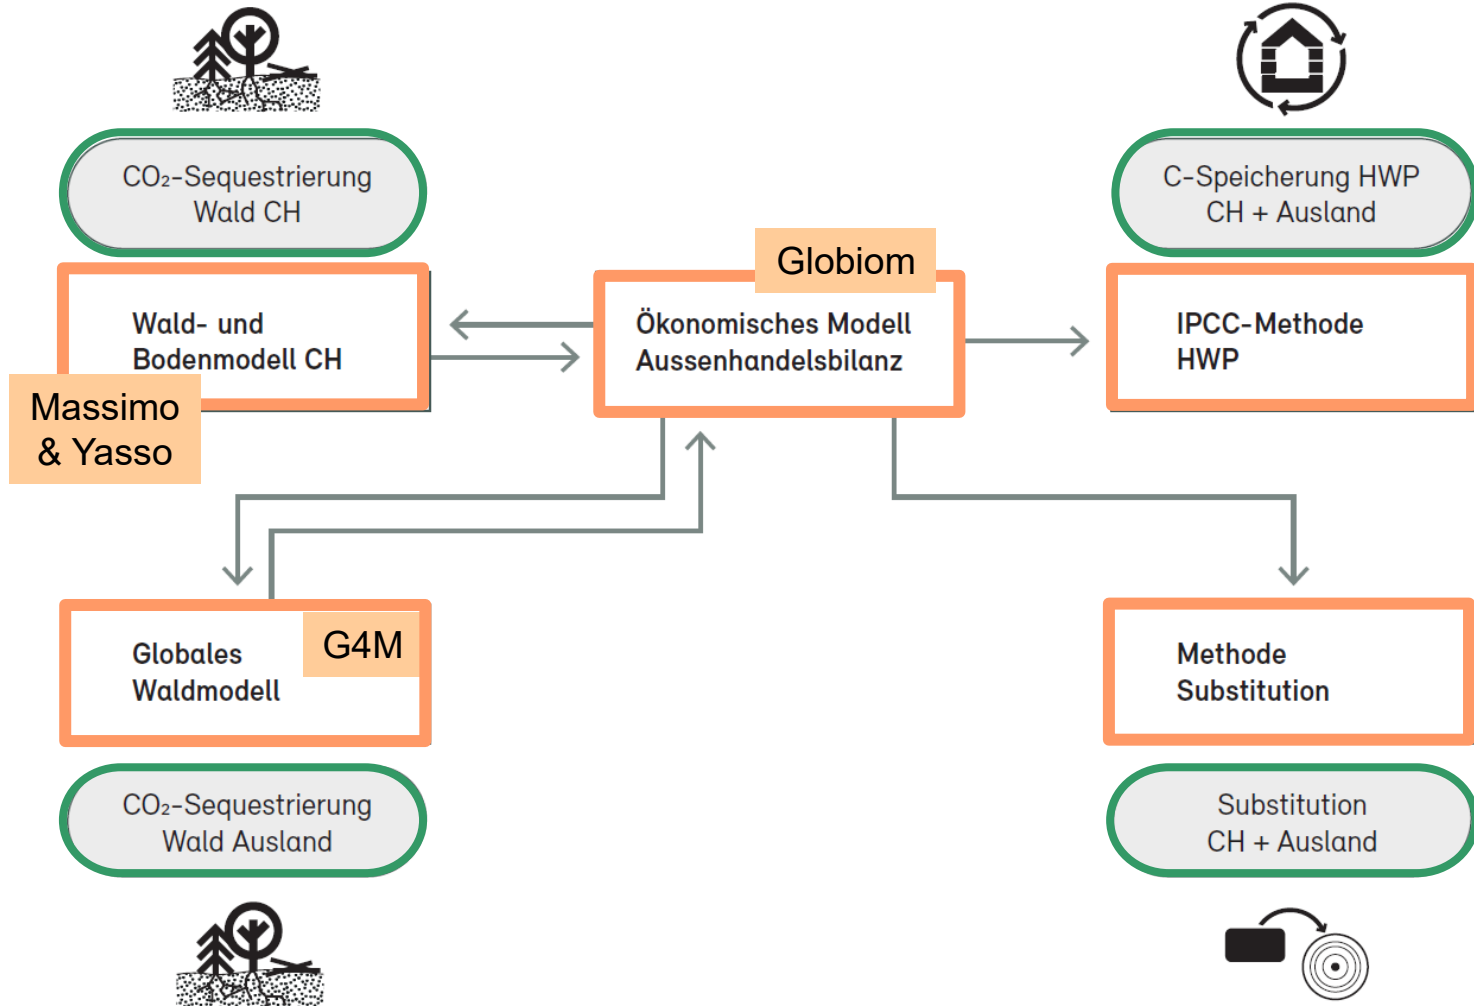 CO₂-Sequestrierung
Wald CH
C-Speicherung HWP
CH + Ausland
Globiom
Wald- und
Bodenmodell CH
Massimo
& Yasso
Ökonomisches Modell
Aussenhandelsbilanz
IPCC-Methode
HWP
Globales
Waldmodell
G4M
Methode
Substitution
CO₂-Sequestrierung
Wald Ausland
Substitution
CH + Ausland